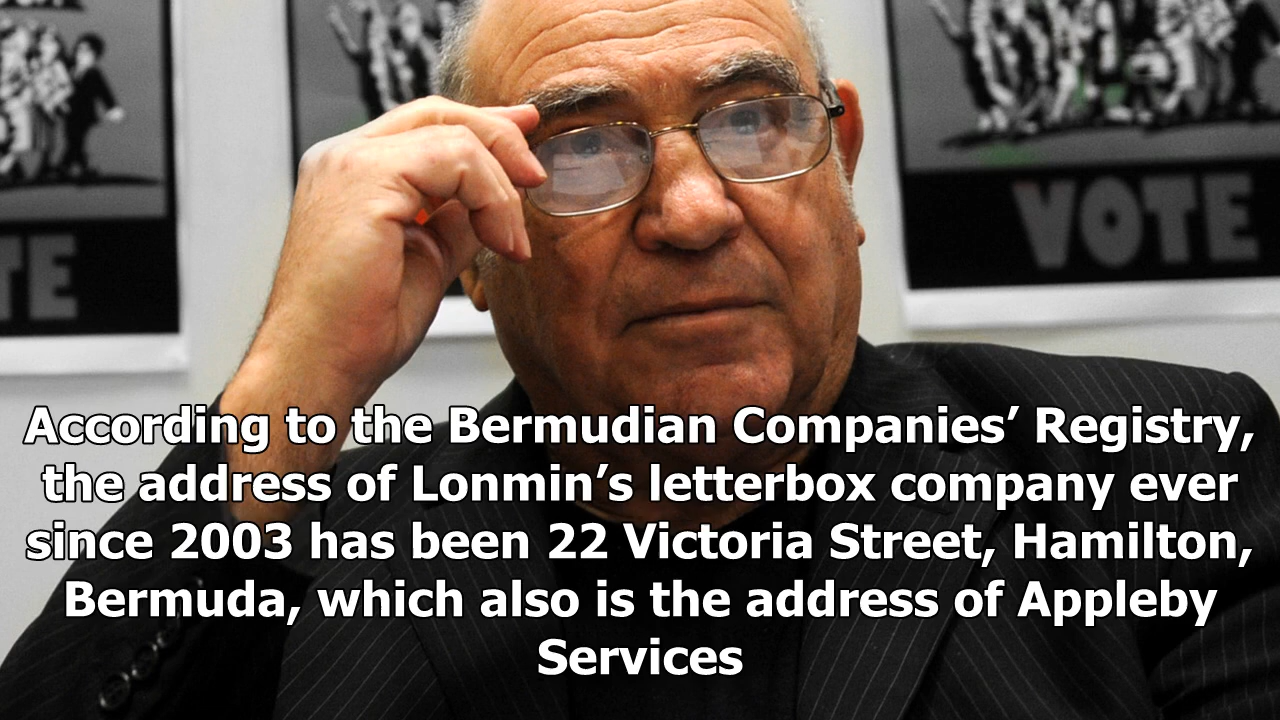 TE
VOTE
According to the Bermudian Companies’ Registry,
the address of Lonmin’s letterbox company ever
since 2003 has been 22 Victoria Street, Hamilton,
Bermuda, which also is the address of Appleby
Services